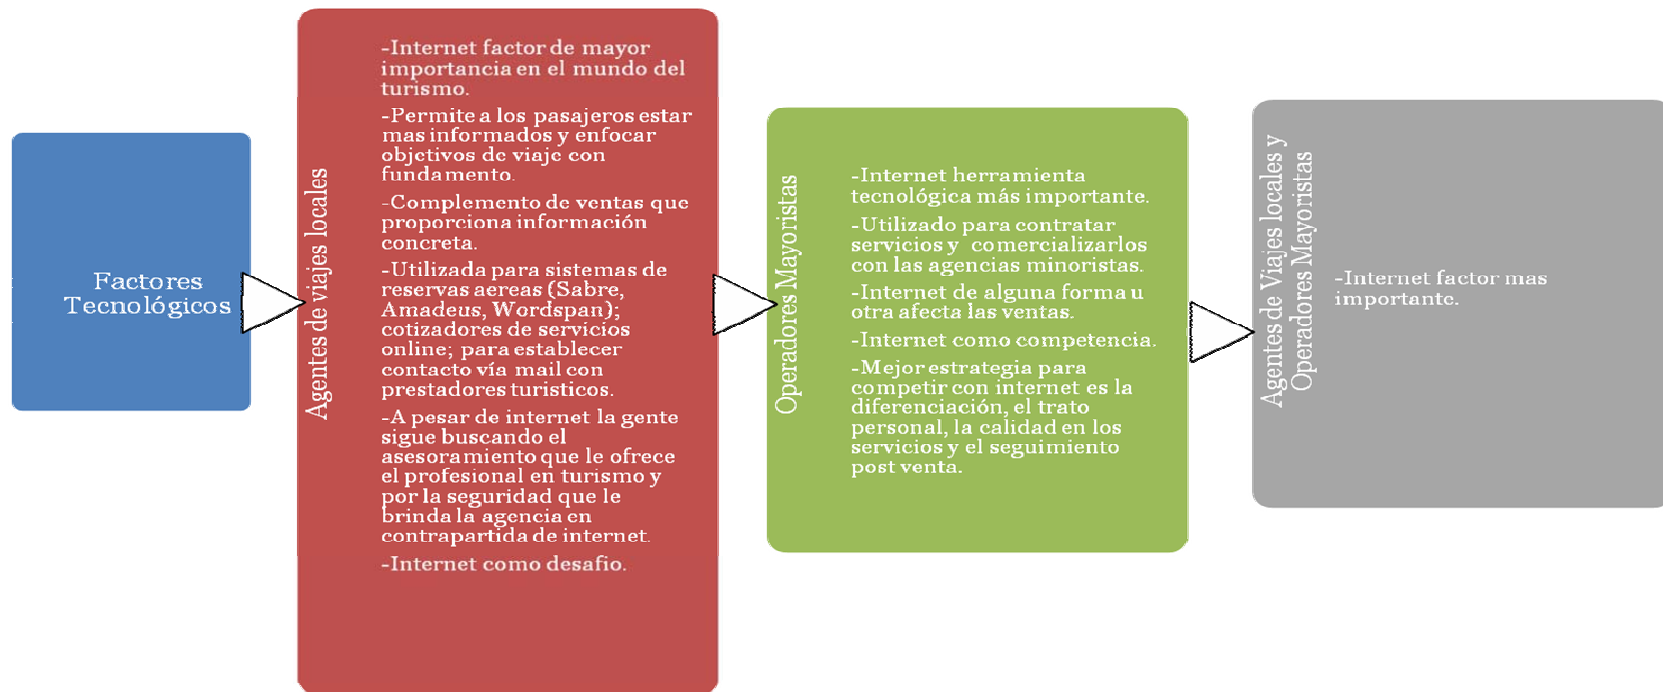 Factores
Tecnológicos
Agentes de viajes locales
-Internet factor de mayor
importancia en el mundo del
turismo.
-Permite a los pasajeros estar
mas informados y enfocar
objetivos de viaje con
fundamento.
-Complemento de ventas que
proporciona información
concreta.
-Utilizada para sistemas de
reservas aereas (Sabre,
Amadeus, Wordspan);
cotizadores de servicios
online; para establecer
contacto vía mail con
prestadores turisticos.
-A pesar de internet la gente
sigue buscando el
asesoramiento que le ofrece
el profesional en turismo y
por la seguridad que le
brinda la agencia en
contrapartida de internet.
-Internet como desafio.
Operadores Mayoristas
-Internet herramienta
tecnológica más importante.
-Utilizado para contratar
servicios y comercializarlos
con las agencias minoristas.
-Internet de alguna forma u
otra afecta las ventas.
-Internet como competencia.
-Mejor estrategia para
competir con internet es la
diferenciación, el trato
personal, la calidad en los
servicios y el seguimiento
post venta.
Agentes de Viajes locales y
Operadores Mayoristas
-Internet factor mas
importante.